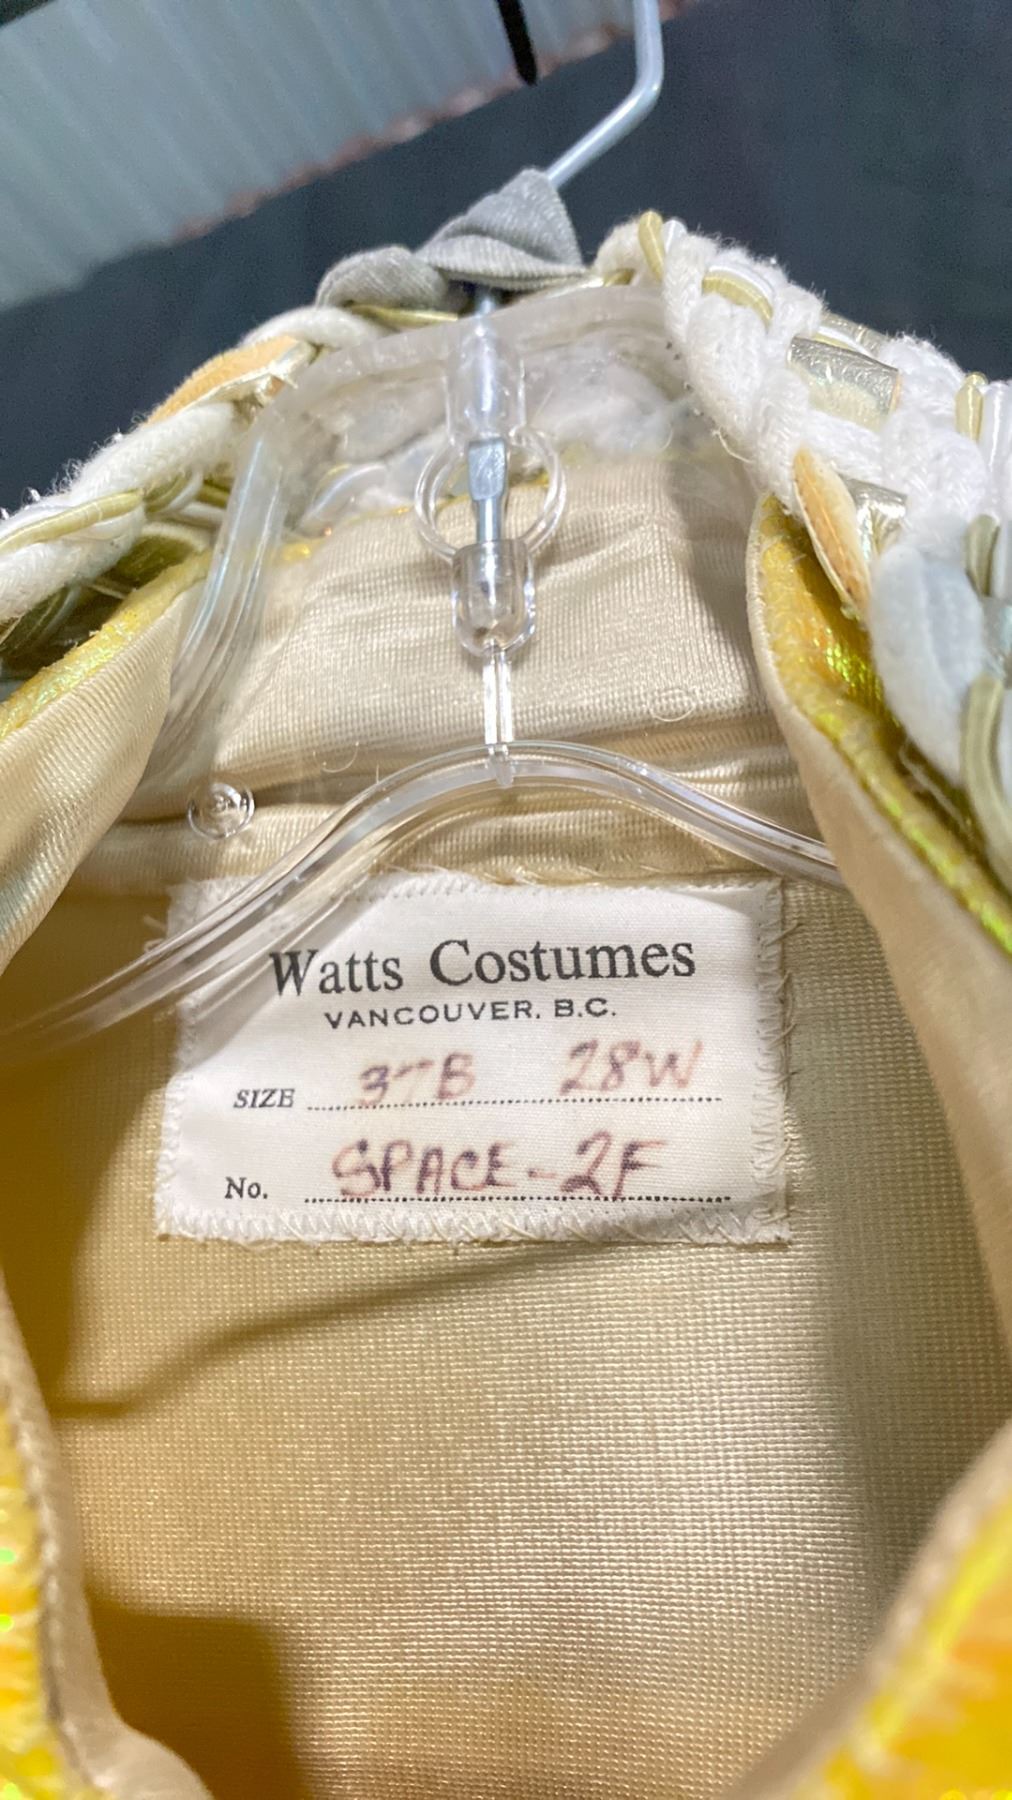 Watts Costumes
VANCOUVER. B.C.
SIZE 37B 28W
No. SPACE-2F